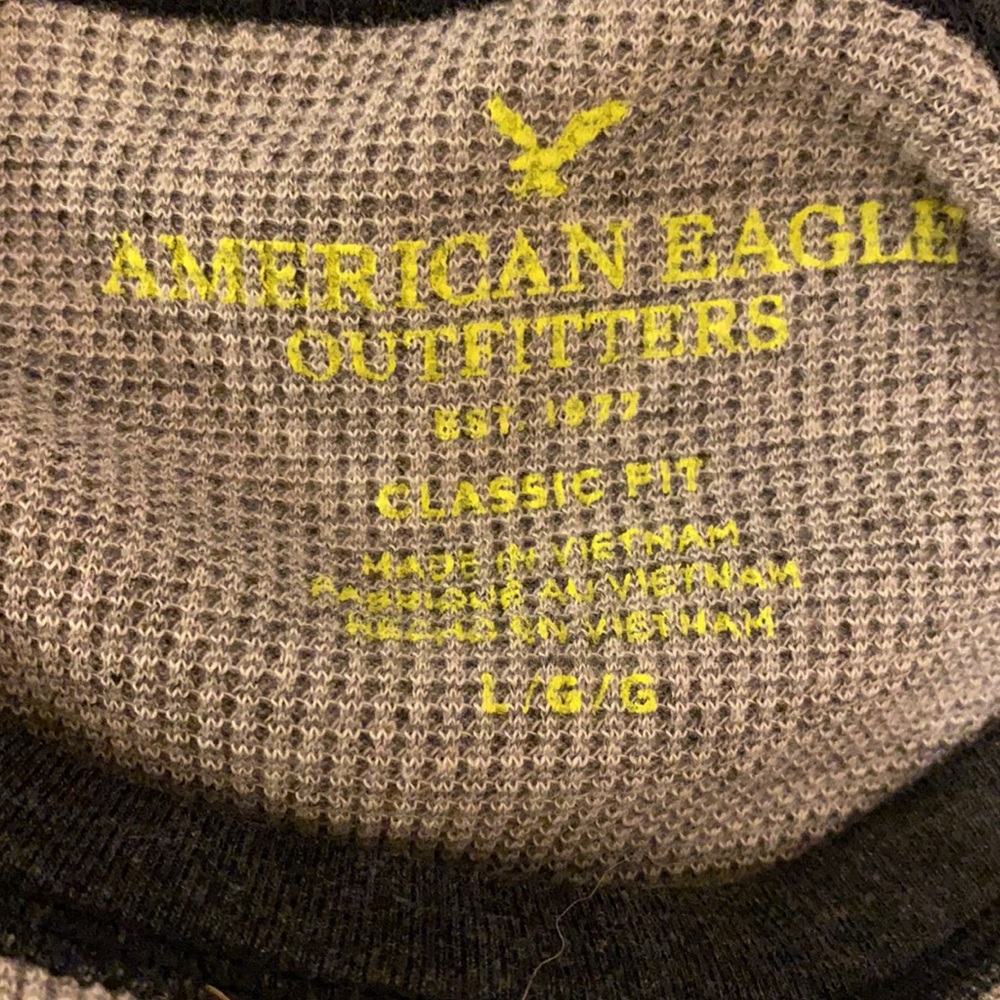 AMERICAN EAGLE
OUTFITTERS
EST. 1977
CLASSIC FIT
MADE IN VIETNAM
FABRIQUÉ AU VIETNAM
HECHO EN VIETNAM
L/G/G